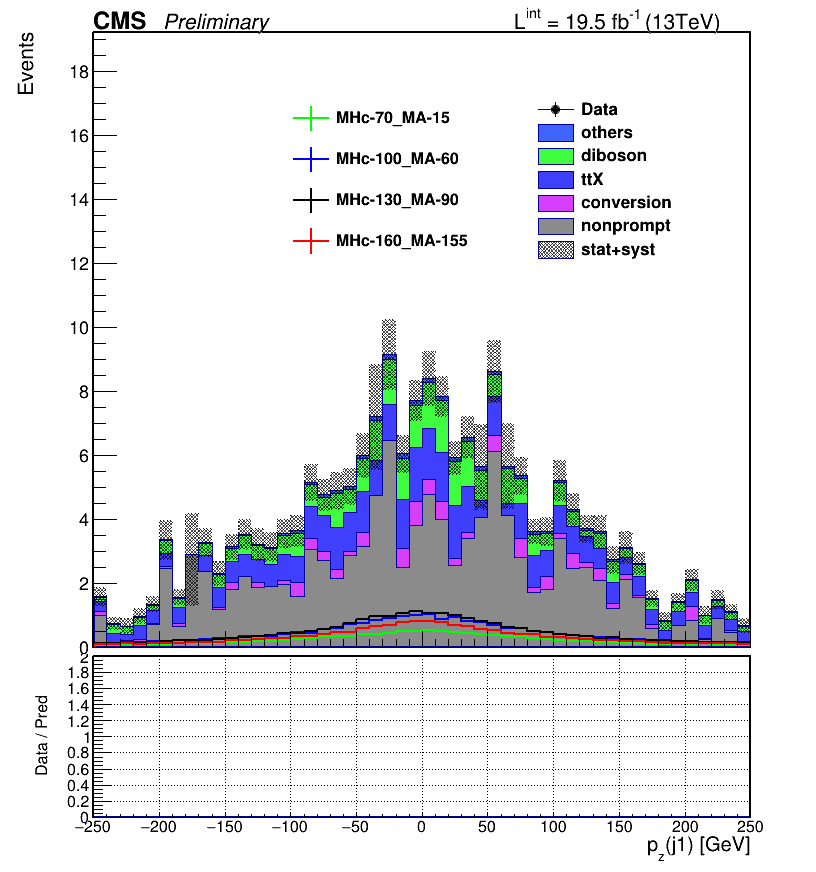 CMS Preliminary L^int = 19.5 fb^-1 (13TeV)
Events
18
16
14
12
10
8
6
4
2
0
MHc-70_MA-15
MHc-100_MA-60
MHc-130_MA-90
MHc-160_MA-155
Data
others
diboson
ttX
conversion
nonprompt
stat+syst
Data / Pred
2
1.8
1.6
1.4
1.2
1
0.8
0.6
0.4
0.2
0
−250 −200 −150 −100 −50 0 50 100 150 200 250
p_z(j1) [GeV]